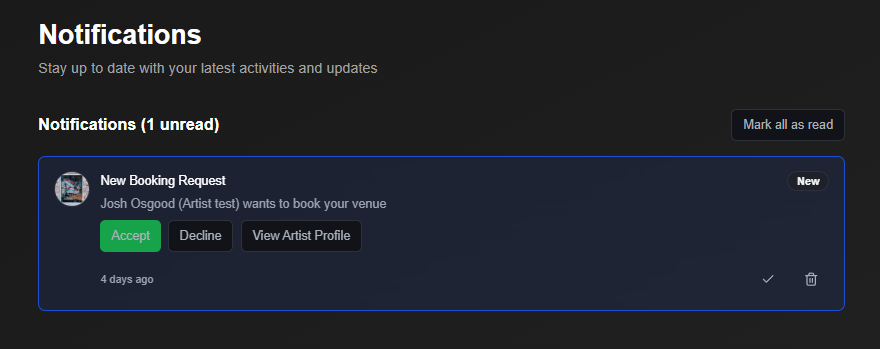 Notifications
Stay up to date with your latest activities and updates
Notifications (1 unread)
Mark all as read
New Booking Request
New
Josh Osgood (Artist test) wants to book your venue
Accept
Decline
View Artist Profile
4 days ago